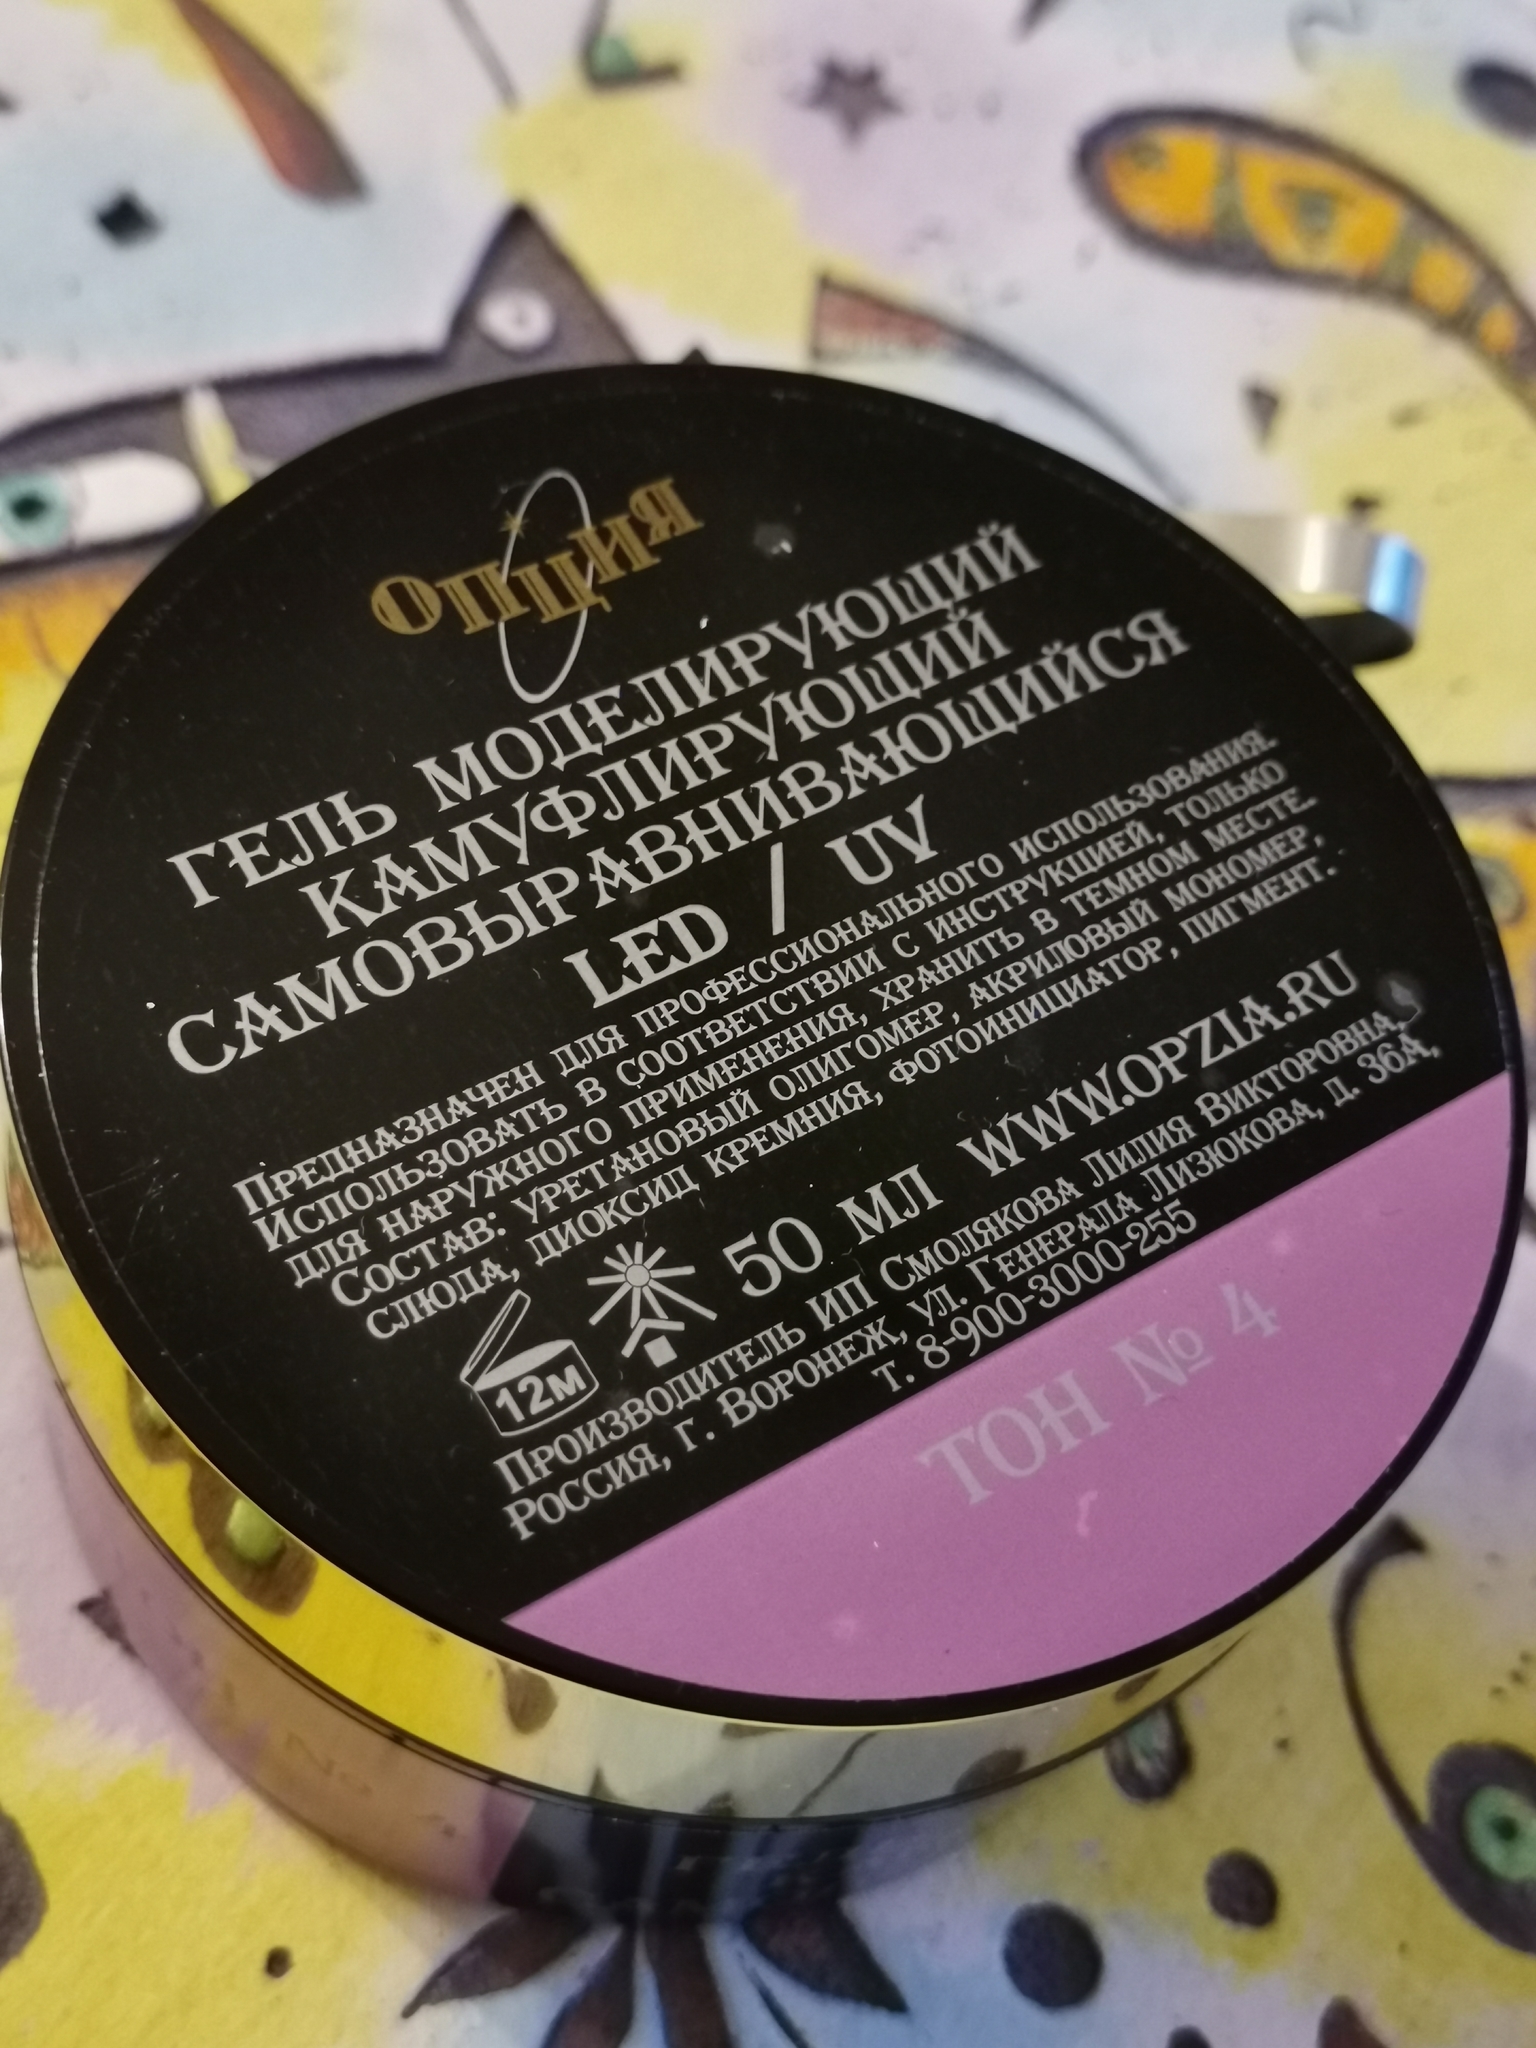 ОПЦИЯ
ГЕЛЬ МОДЕЛИРУЮЩИЙ
КАМУФЛИРУЮЩИЙ
САМОВЫРАВНИВАЮЩИЙСЯ
LED / UV
ПРЕДНАЗНАЧЕН ДЛЯ ПРОФЕССИОНАЛЬНОГО ИСПОЛЬЗОВАНИЯ.
ИСПОЛЬЗОВАТЬ В СООТВЕТСТВИИ С ИНСТРУКЦИЕЙ, ТОЛЬКО
ДЛЯ НАРУЖНОГО ПРИМЕНЕНИЯ, ХРАНИТЬ В ТЕМНОМ МЕСТЕ.
СОСТАВ: УРЕТАНОВЫЙ ОЛИГОМЕР, АКРИЛОВЫЙ МОНОМЕР,
СЛЮДА, ДИОКСИД КРЕМНИЯ, ФОТОИНИЦИАТОР, ПИГМЕНТ.
12М 50 МЛ WWW.OPZIA.RU
ПРОИЗВОДИТЕЛЬ ИП СМОЛЯКОВА ЛИЛИЯ ВИКТОРОВНА,
РОССИЯ, Г. ВОРОНЕЖ, УЛ. ГЕНЕРАЛА ЛИЗЮКОВА, Д. 36А,
Т. 8-900-3000-255
ТОН № 4